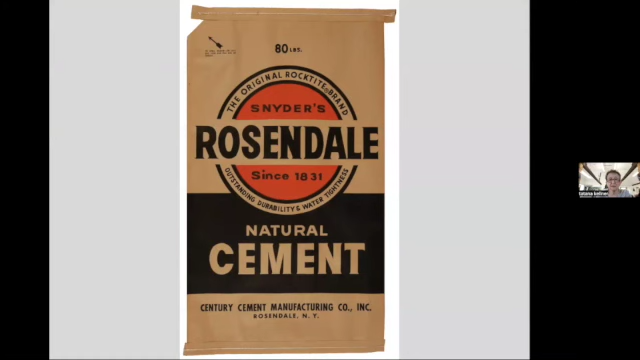 80 LBS.
THE ORIGINAL ROCKTITE BRAND
SNYDER'S
ROSENDALE
Since 1831
OUTSTANDING DURABILITY & WATER TIGHTNESS
NATURAL
CEMENT
CENTURY CEMENT MANUFACTURING CO., INC.
ROSENDALE, N. Y.